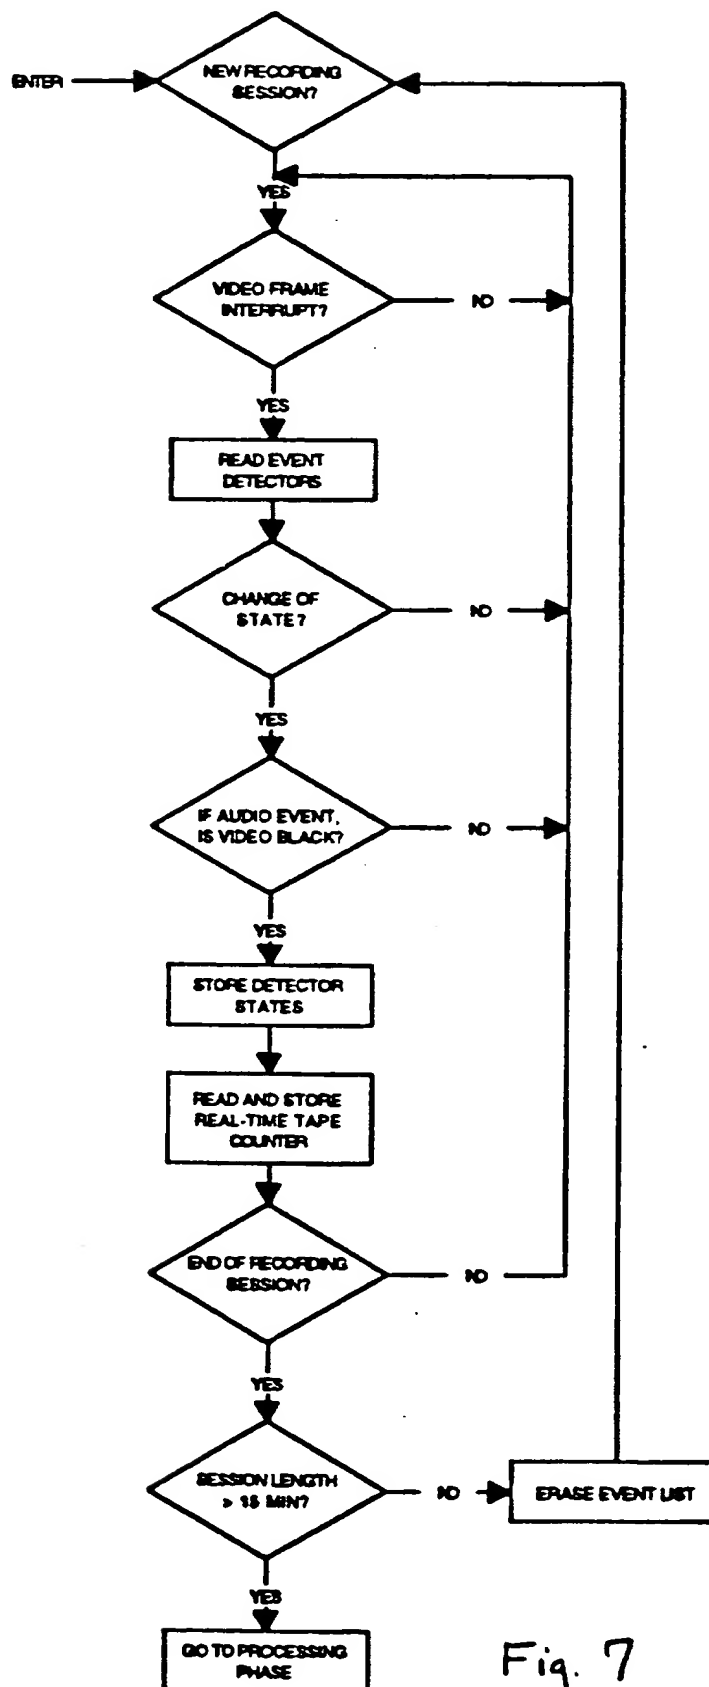 ENTER
NEW RECORDING
SESSION?
YES
VIDEO FRAME
INTERRUPT?
NO
YES
READ EVENT
DETECTORS
CHANGE OF
STATE?
NO
YES
IF AUDIO EVENT,
IS VIDEO BLACK?
NO
YES
STORE DETECTOR
STATES
READ AND STORE
REAL-TIME TAPE
COUNTER
END OF RECORDING
SESSION?
NO
YES
SESSION LENGTH
> 15 MIN?
NO
ERASE EVENT LIST
YES
GO TO PROCESSING
PHASE
Fig. 7